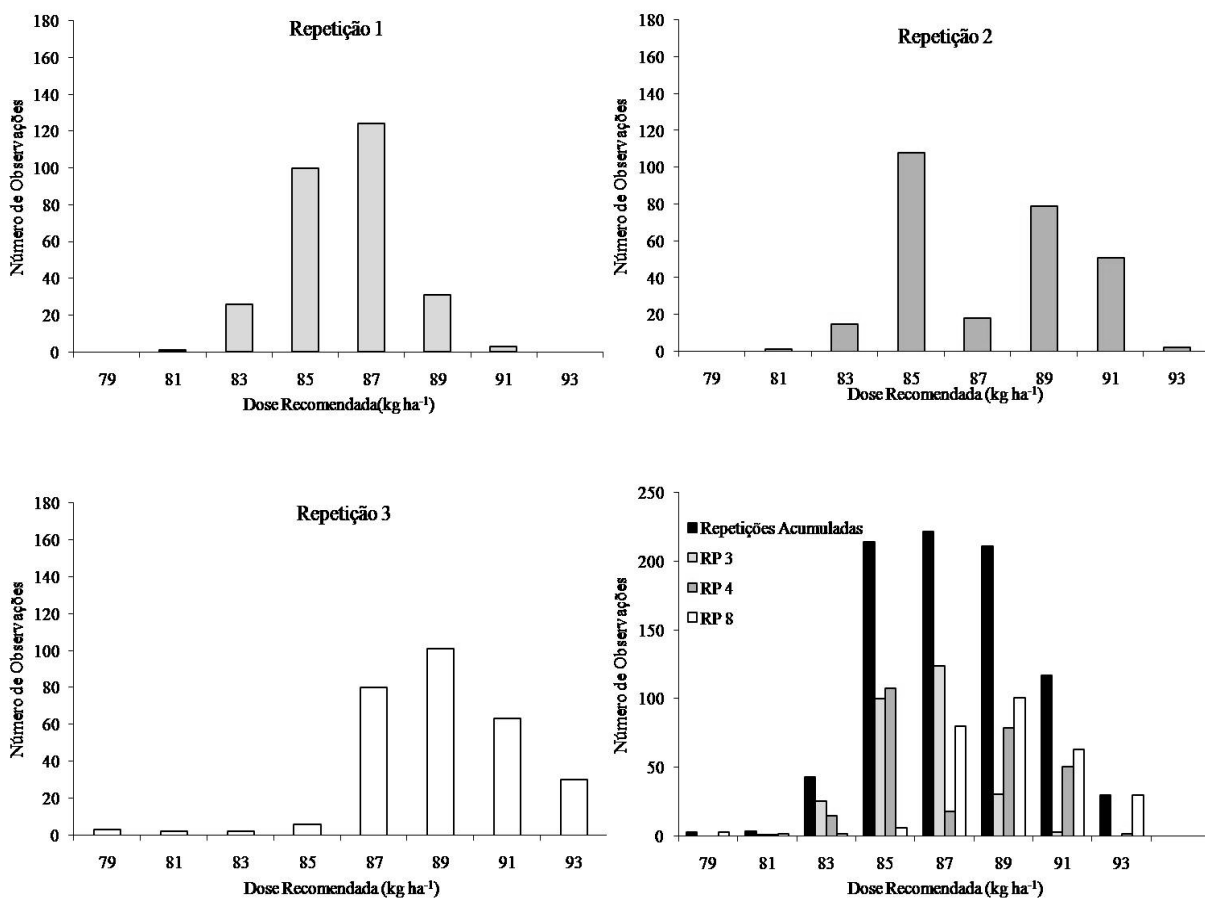 Repetição 1
Número de Observações
180
160
140
120
100
80
60
40
20
0
79 81 83 85 87 89 91 93
Dose Recomendada(kg ha-1)
Repetição 2
Número de Observações
180
160
140
120
100
80
60
40
20
0
79 81 83 85 87 89 91 93
Dose Recomendada (kg ha-1)
Repetição 3
Número de Observações
180
160
140
120
100
80
60
40
20
0
79 81 83 85 87 89 91 93
Dose Recomendada (kg ha-1)
Número de Observações
250
200
150
100
50
0
Repetições Acumuladas
RP 3
RP 4
RP 8
79 81 83 85 87 89 91 93
Dose Recomendada (kg ha-1)